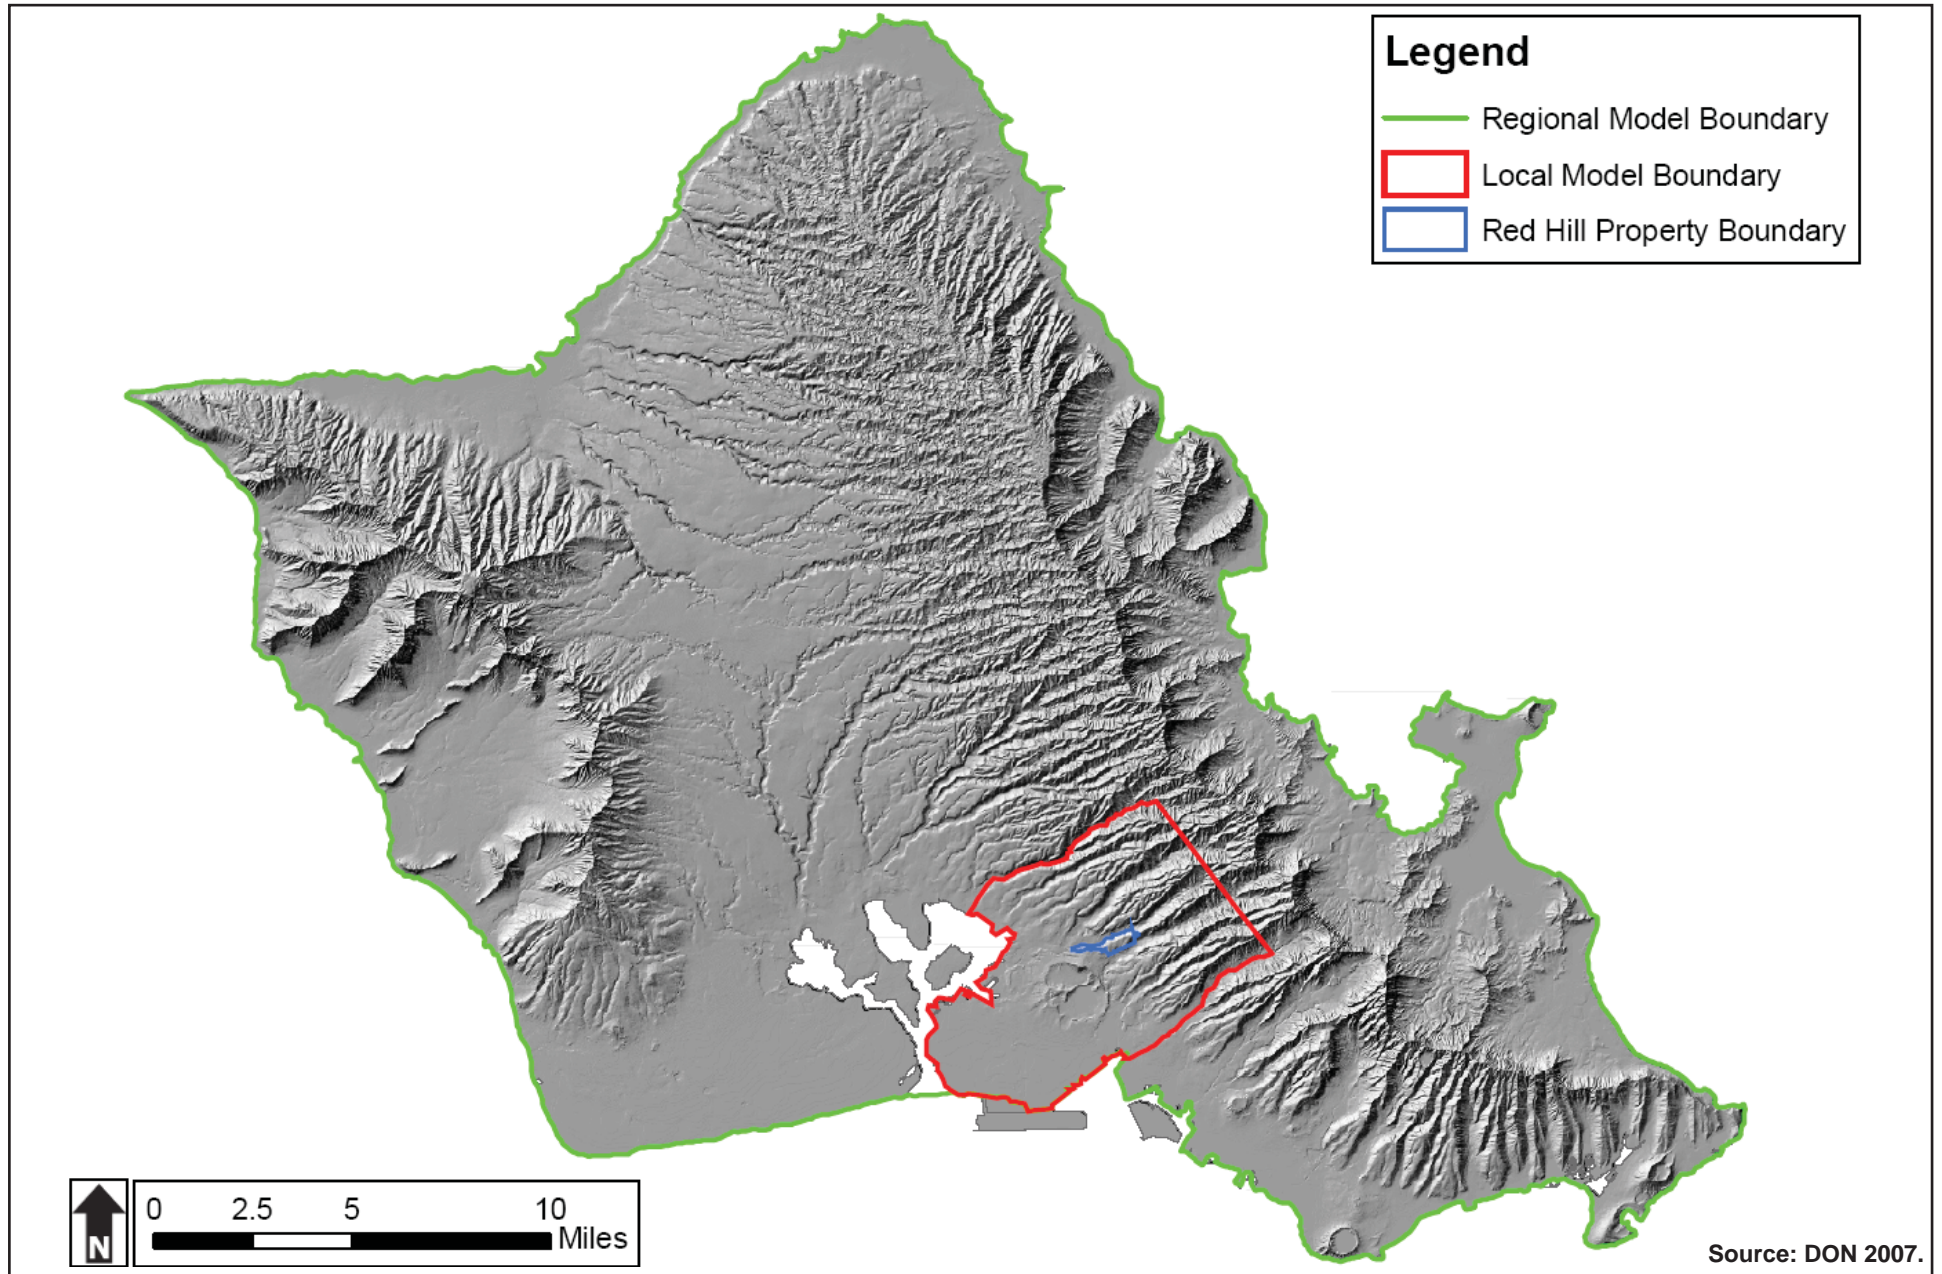 Legend
Regional Model Boundary
Local Model Boundary
Red Hill Property Boundary
N
0 2.5 5 10
Miles
Source: DON 2007.